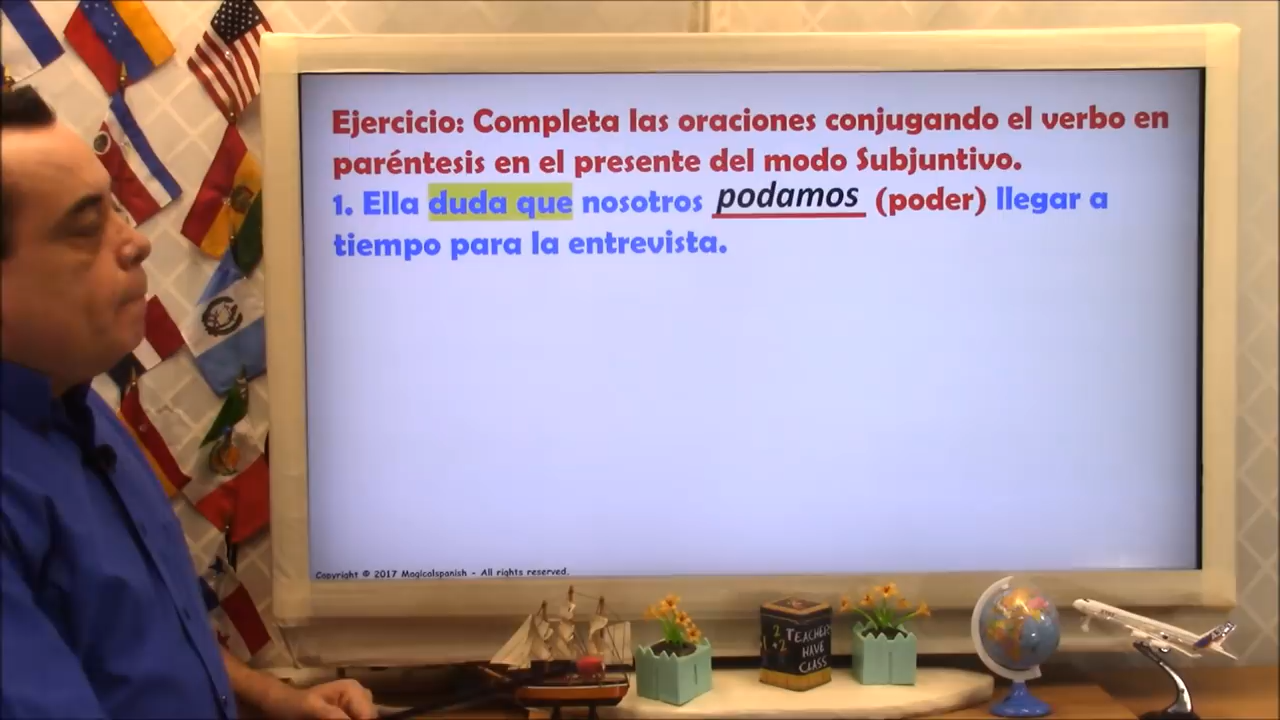 Ejercicio: Completa las oraciones conjugando el verbo en
paréntesis en el presente del modo Subjuntivo.
1. Ella duda que nosotros podamos (poder) llegar a
tiempo para la entrevista.
Copyright © 2017 Magicalspanish - All rights reserved.
TEACHERS
HAVE
CLASS